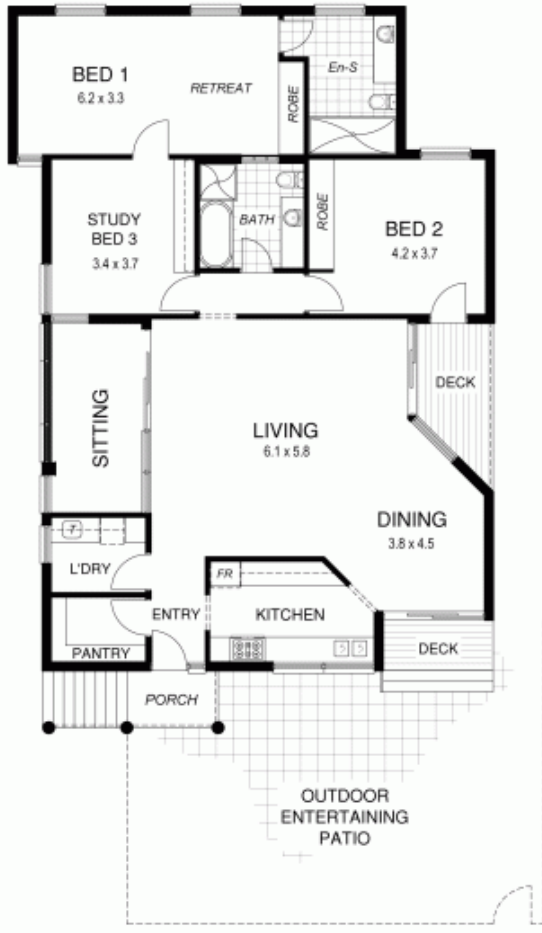 BED 1
6.2 x 3.3
RETREAT
ROBE
En-S
STUDY
BED 3
3.4 x 3.7
BATH
ROBE
BED 2
4.2 x 3.7
SITTING
LIVING
6.1 x 5.8
DECK
DINING
3.8 x 4.5
T
L'DRY
FR
ENTRY
KITCHEN
PANTRY
DECK
PORCH
OUTDOOR
ENTERTAINING
PATIO